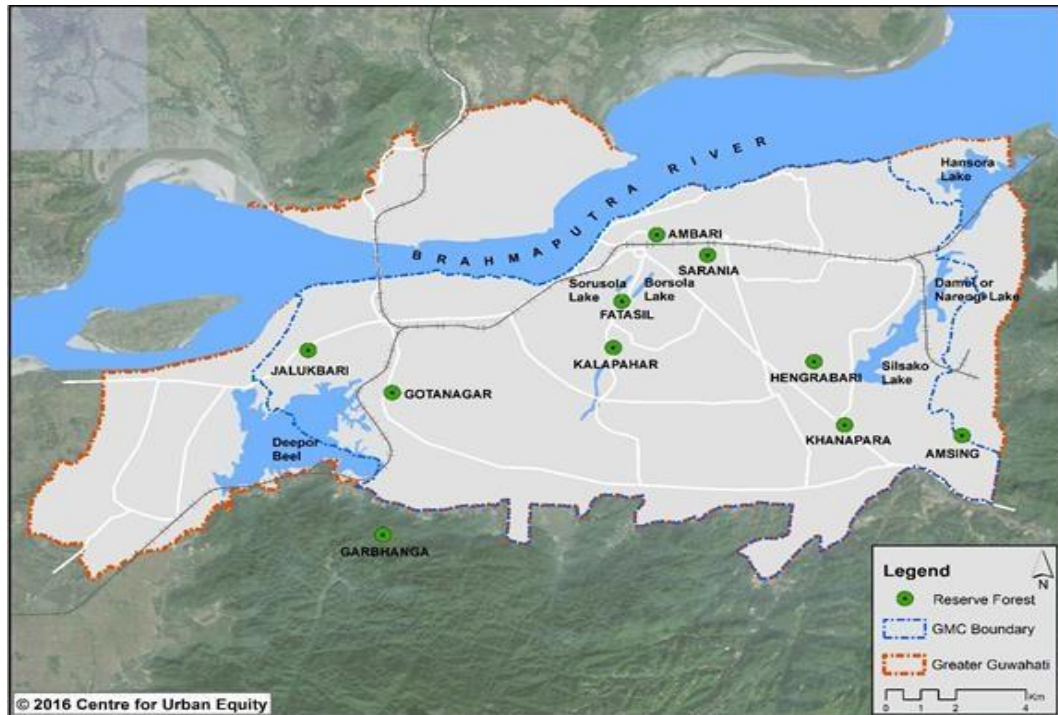 Hansora
Lake
BRAHMAPUTRA RIVER
AMBARI
SARANIA
Sorusola
Lake
Borsola
Lake
FATASIL
Damol or
Narengi Lake
KALAPAHAR
JALUKBARI
HENGRABARI
Silsako
Lake
GOTANAGAR
KHANAPARA
Deepor
Beel
AMSING
GARBHANGA
Legend
N
Reserve Forest
GMC Boundary
Greater Guwahati
Km
0 1 2 4
© 2016 Centre for Urban Equity